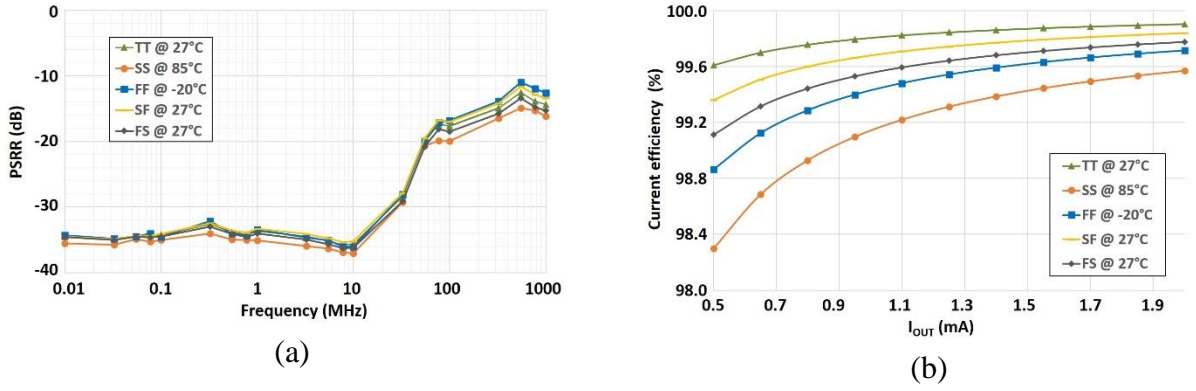 0
-10
-20
-30
-40
PSRR (dB)
TT @ 27°C
SS @ 85°C
FF @ -20°C
SF @ 27°C
FS @ 27°C
0.01 0.1 1 10 100 1000
Frequency (MHz)
(a)
100.0
99.6
99.2
98.8
98.4
98.0
Current efficiency (%)
TT @ 27°C
SS @ 85°C
FF @ -20°C
SF @ 27°C
FS @ 27°C
0.5 0.7 0.9 1.1 1.3 1.5 1.7 1.9
IOUT (mA)
(b)